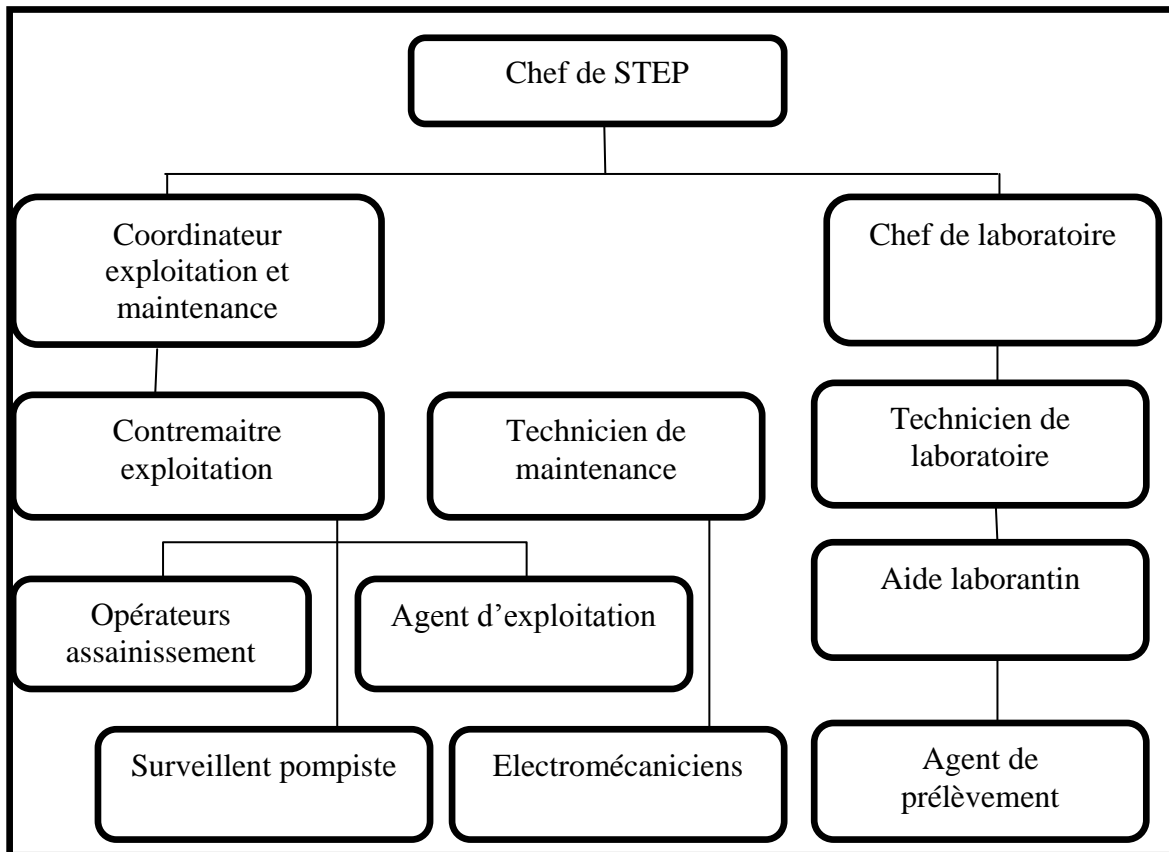 Chef de STEP
Coordinateur
exploitation et
maintenance
Chef de laboratoire
Contremaitre
exploitation
Technicien de
maintenance
Technicien de
laboratoire
Opérateurs
assainissement
Agent d’exploitation
Aide laborantin
Surveillent pompiste
Electromécaniciens
Agent de
prélèvement